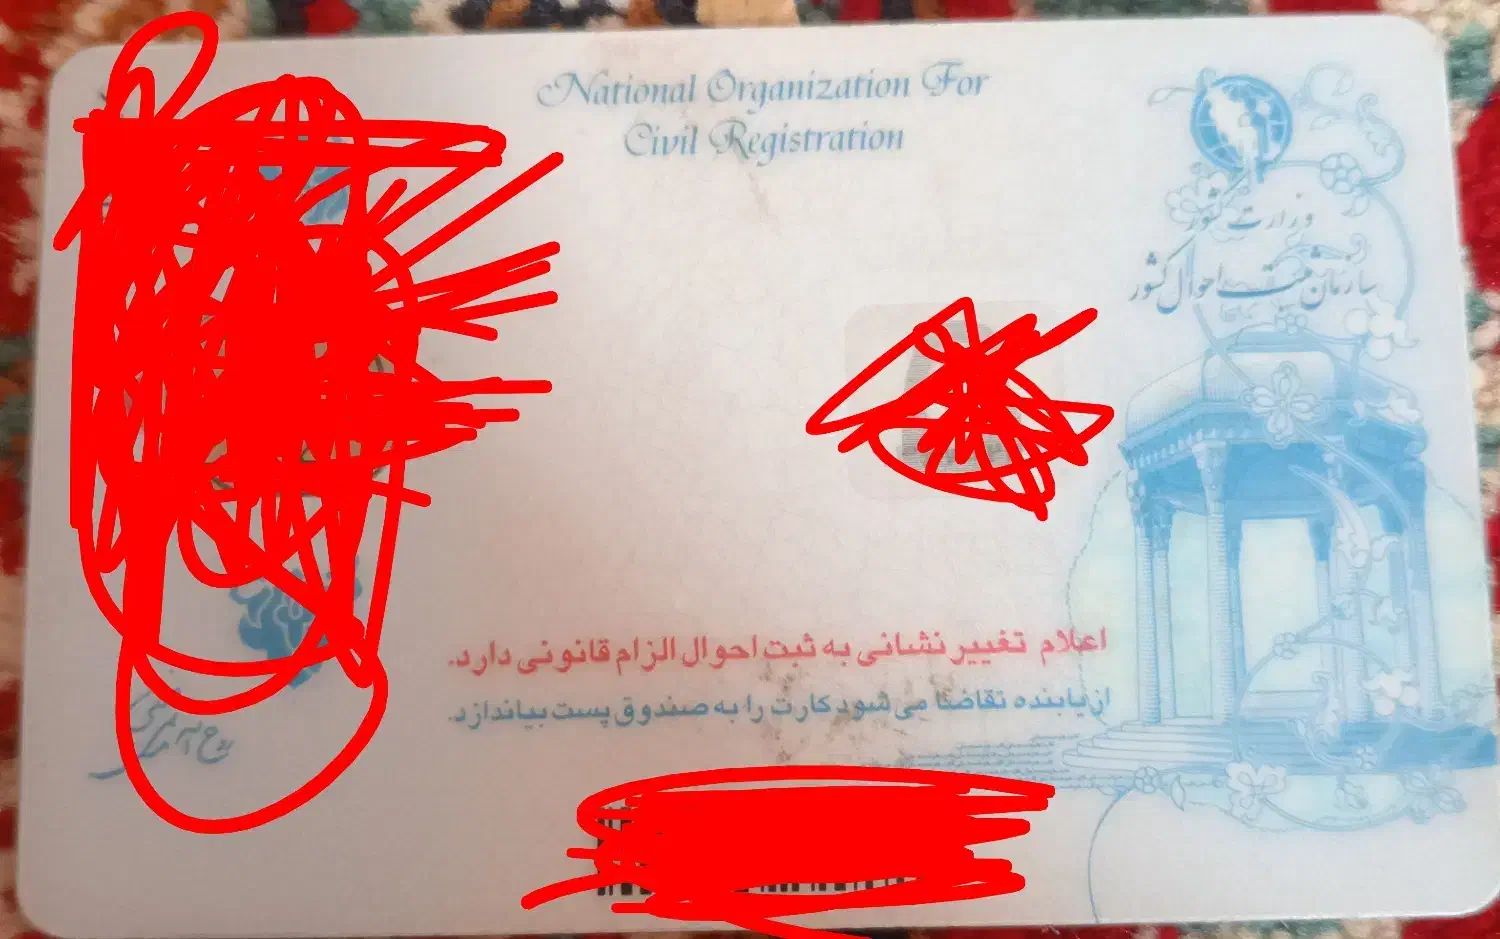 National Organization For
Civil Registration
وزارت کشور
سازمان ثبت احوال کشور
اعلام تغییر نشانی به ثبت احوال الزام قانونی دارد.
از یابنده تقاضا می شود کارت را به صندوق پست بیاندازد.